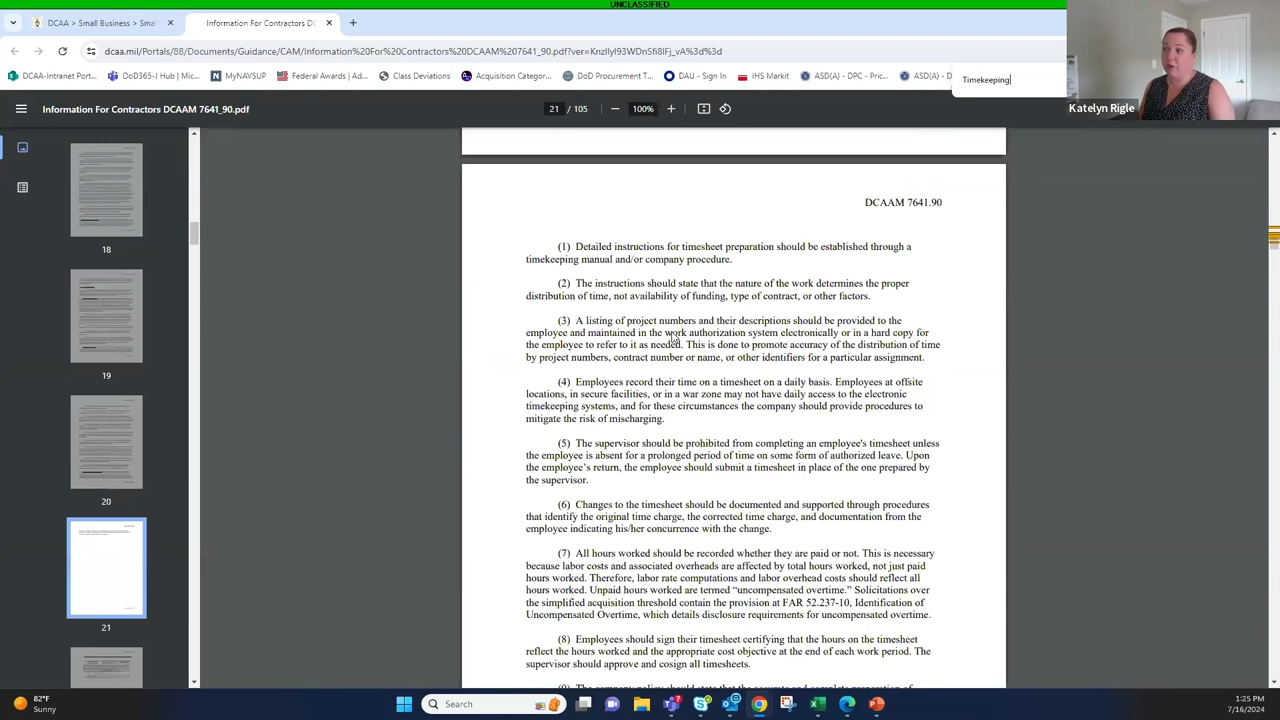 UNCLASSIFIED
DCAA > Small Business > Sma
Information For Contractors DC
dcaa.mil/Portals/88/Documents/Guidance/CAM/Information%20For%20Contractors%20DCAAM%207641_90.pdf?ver=KnzIlyI93WDnSfi8IFj_vA%3d%3d
DCAA-Intranet Port...
DoD365-J Hub | Mic...
MyNAVSUP
Federal Awards | Ad...
Class Deviations
Acquisition Categor...
DoD Procurement T...
DAU - Sign In
iHS Markit
ASD(A) - DPC - Pric...
ASD(A) - D
Timekeeping
Katelyn Rigle
Information For Contractors DCAAM 7641_90.pdf
21 / 105
100%
18
19
20
21
DCAAM 7641.90
(1) Detailed instructions for timesheet preparation should be established through a
timekeeping manual and/or company procedure.
(2) The instructions should state that the nature of the work determines the proper
distribution of time, not availability of funding, type of contract, or other factors.
(3) A listing of project numbers and their descriptions should be provided to the
employee and maintained in the work authorization system electronically or in a hard copy for
the employee to refer to it as needed. This is done to promote accuracy of the distribution of time
by project numbers, contract number or name, or other identifiers for a particular assignment.
(4) Employees record their time on a timesheet on a daily basis. Employees at offsite
locations, in secure facilities, or in a war zone may not have daily access to the electronic
timekeeping systems, and for these circumstances the company should provide procedures to
mitigate the risk of mischarging.
(5) The supervisor should be prohibited from completing an employee's timesheet unless
the employee is absent for a prolonged period of time on some form of authorized leave. Upon
the employee's return, the employee should submit a timesheet in place of the one prepared by
the supervisor.
(6) Changes to the timesheet should be documented and supported through procedures
that identify the original time charge, the corrected time charge, and documentation from the
employee indicating his/her concurrence with the change.
(7) All hours worked should be recorded whether they are paid or not. This is necessary
because labor costs and associated overheads are affected by total hours worked, not just paid
hours worked. Therefore, labor rate computations and labor overhead costs should reflect all
hours worked. Unpaid hours worked are termed “uncompensated overtime.” Solicitations over
the simplified acquisition threshold contain the provision at FAR 52.237-10, Identification of
Uncompensated Overtime, which details disclosure requirements for uncompensated overtime.
(8) Employees should sign their timesheet certifying that the hours on the timesheet
reflect the hours worked and the appropriate cost objective at the end of each work period. The
supervisor should approve and cosign all timesheets.
(9) The company policy should state that the accurate and complete preparation of
82°F
Sunny
Search
1:25 PM
7/16/2024